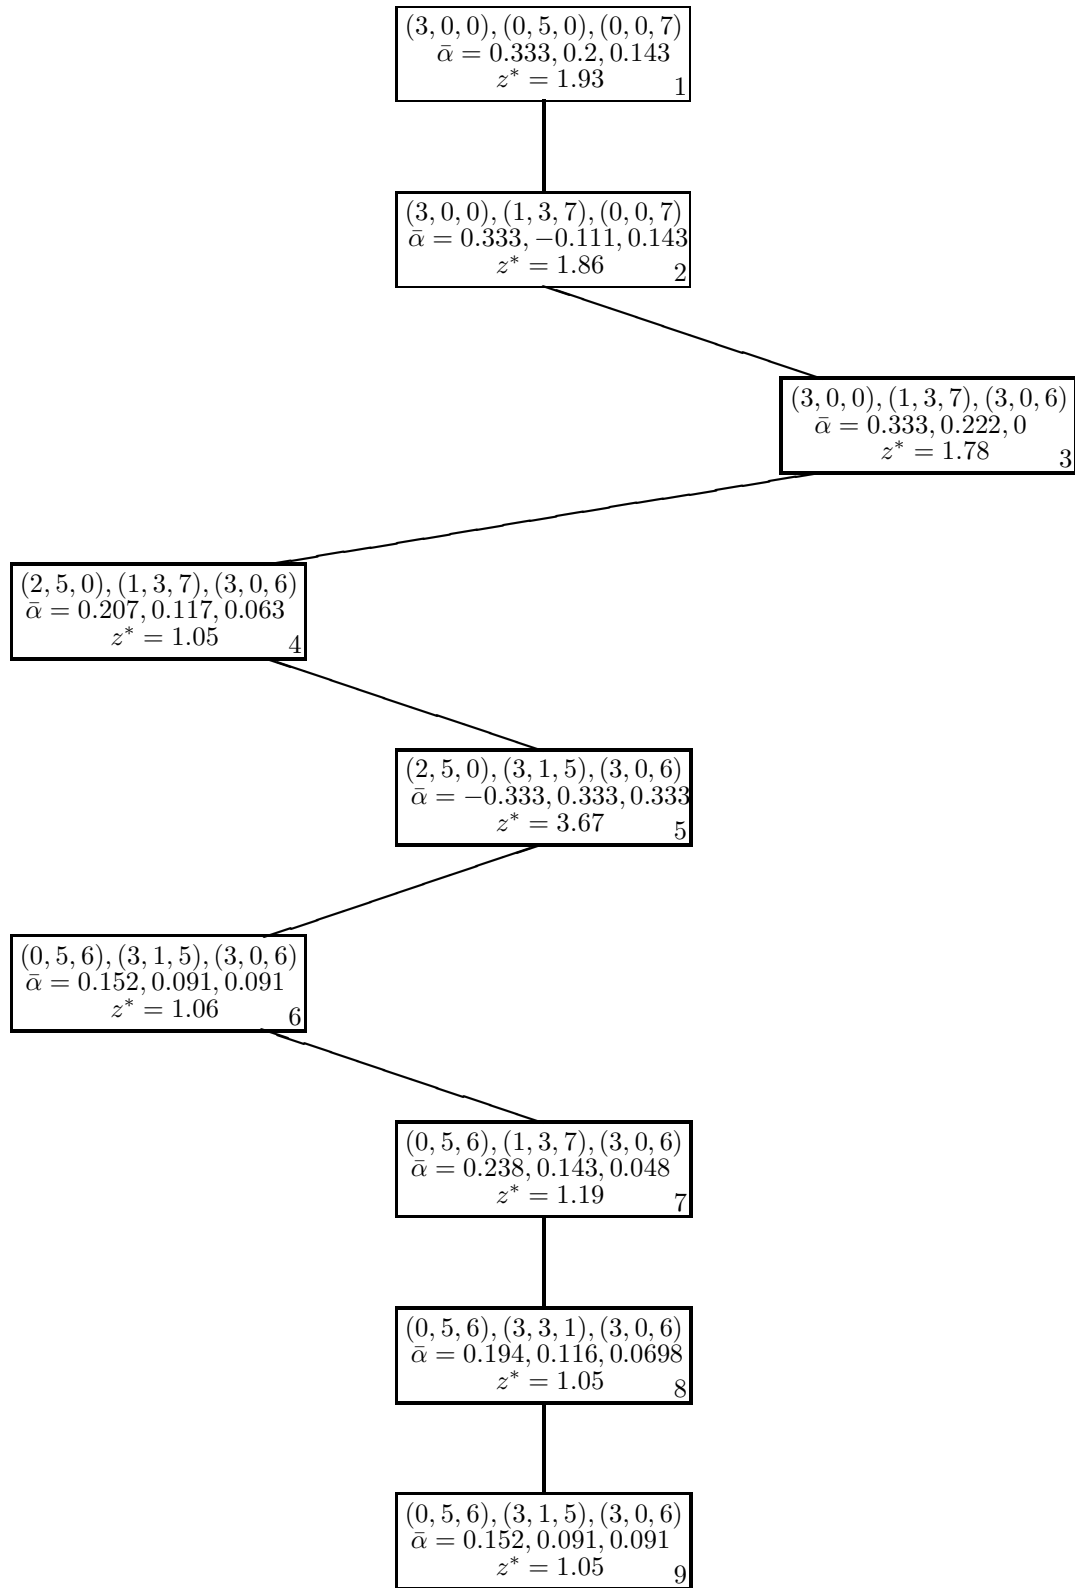 (3, 0, 0), (0, 5, 0), (0, 0, 7)
ᾱ = 0.333, 0.2, 0.143
z* = 1.93
1
(3, 0, 0), (1, 3, 7), (0, 0, 7)
ᾱ = 0.333, −0.111, 0.143
z* = 1.86
2
(3, 0, 0), (1, 3, 7), (3, 0, 6)
ᾱ = 0.333, 0.222, 0
z* = 1.78
3
(2, 5, 0), (1, 3, 7), (3, 0, 6)
ᾱ = 0.207, 0.117, 0.063
z* = 1.05
4
(2, 5, 0), (3, 1, 5), (3, 0, 6)
ᾱ = −0.333, 0.333, 0.333
z* = 3.67
5
(0, 5, 6), (3, 1, 5), (3, 0, 6)
ᾱ = 0.152, 0.091, 0.091
z* = 1.06
6
(0, 5, 6), (1, 3, 7), (3, 0, 6)
ᾱ = 0.238, 0.143, 0.048
z* = 1.19
7
(0, 5, 6), (3, 3, 1), (3, 0, 6)
ᾱ = 0.194, 0.116, 0.0698
z* = 1.05
8
(0, 5, 6), (3, 1, 5), (3, 0, 6)
ᾱ = 0.152, 0.091, 0.091
z* = 1.05
9